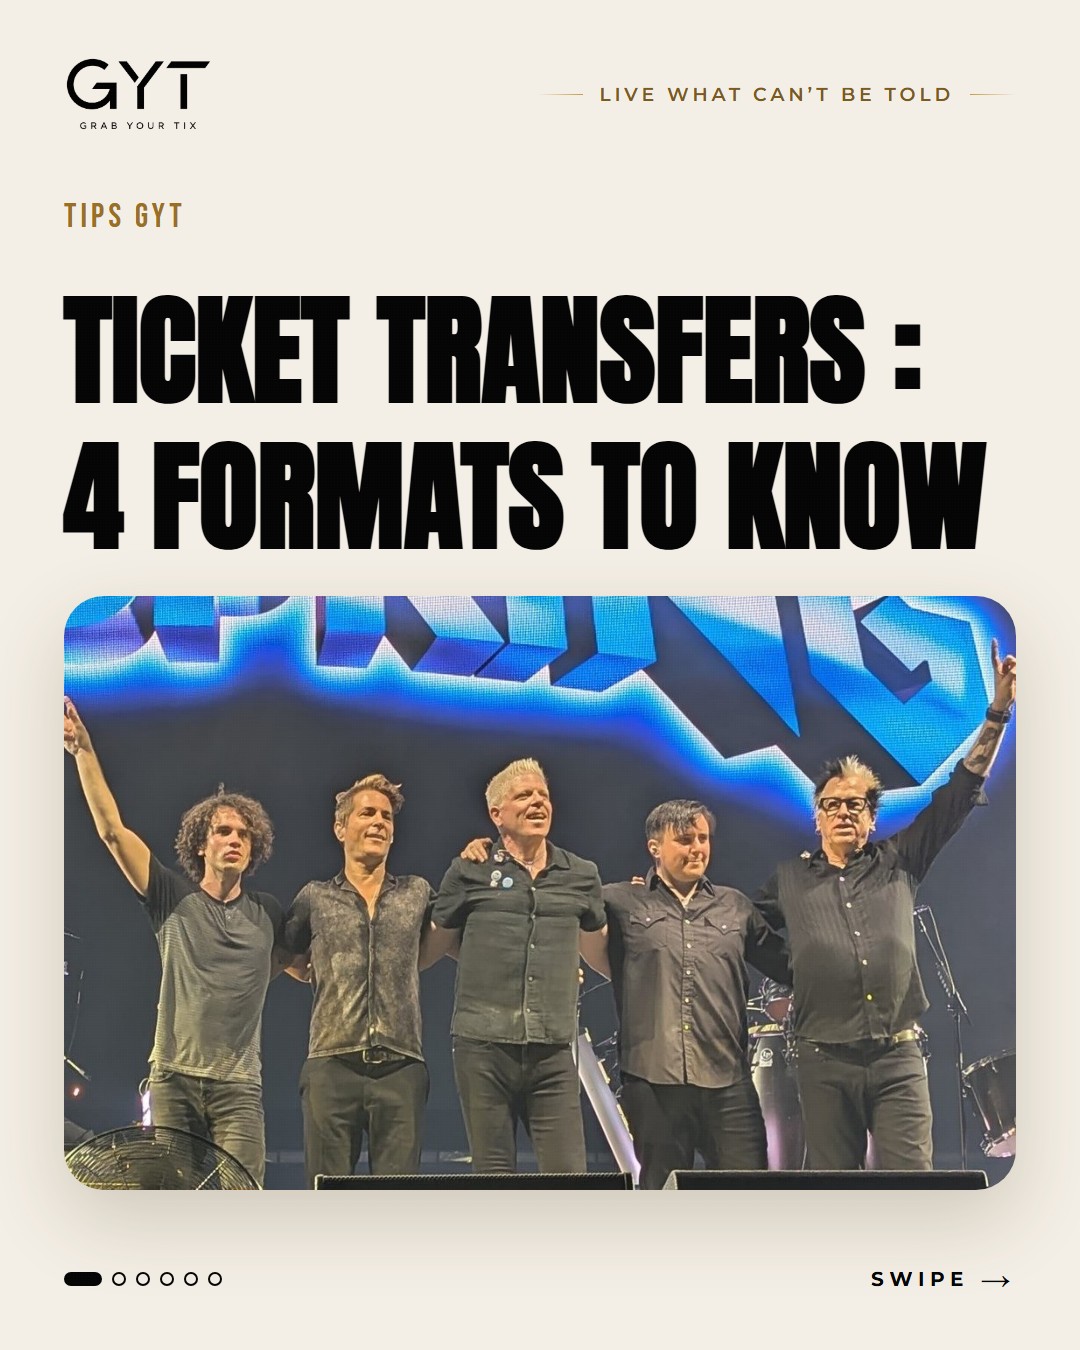 GYT
GRAB YOUR TIX
LIVE WHAT CAN’T BE TOLD
TIPS GYT
TICKET TRANSFERS :
4 FORMATS TO KNOW
SWIPE →